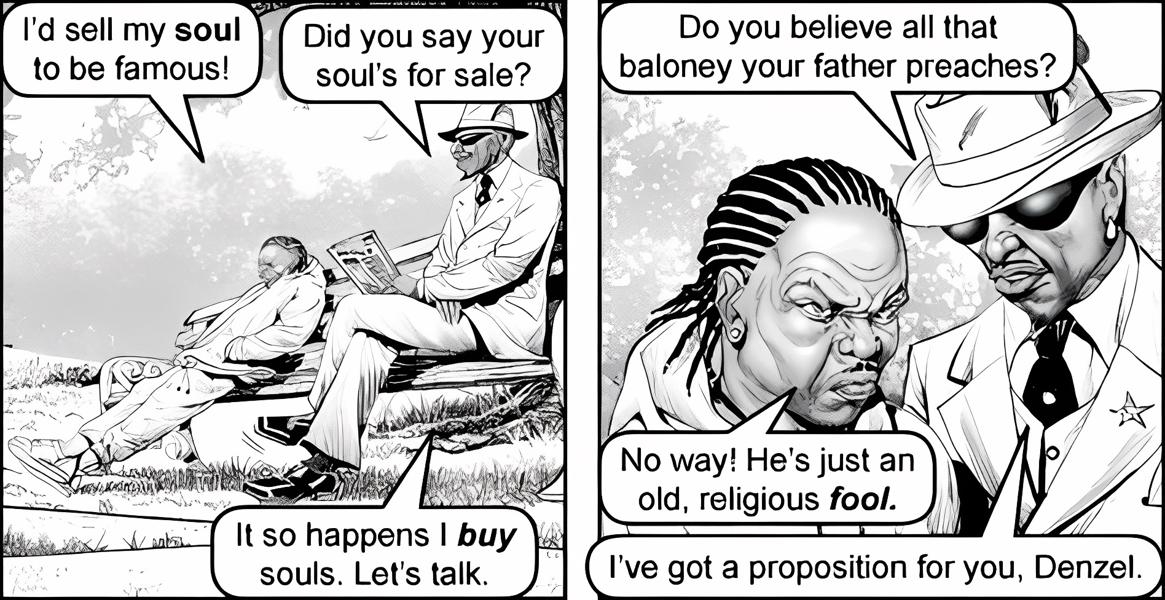 I'd sell my soul
to be famous!
Did you say your
soul's for sale?
It so happens I buy
souls. Let's talk.
Do you believe all that
baloney your father preaches?
No way! He's just an
old, religious fool.
I've got a proposition for you, Denzel.